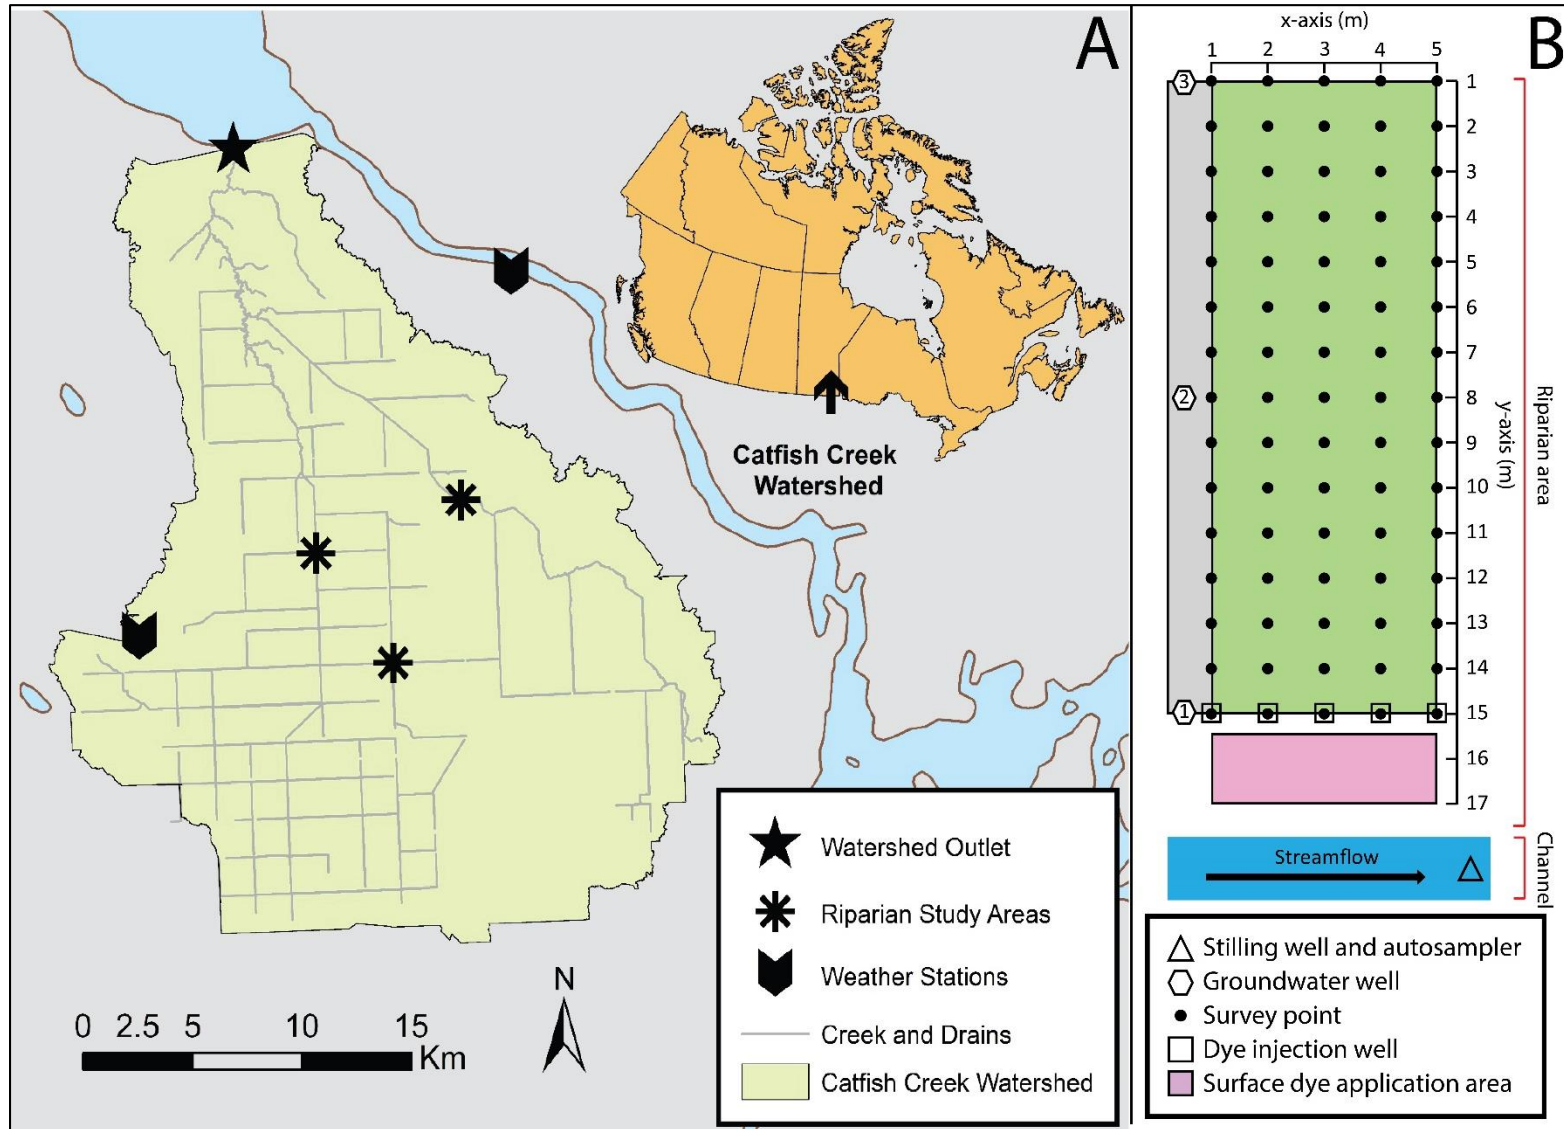 A
Catfish Creek
Watershed
Watershed Outlet
Riparian Study Areas
Weather Stations
Creek and Drains
Catfish Creek Watershed
0 2.5 5 10 15
Km
N
B
x-axis (m)
1 2 3 4 5
3
2
1
1
2
3
4
5
6
7
8
9
10
11
12
13
14
15
16
17
y-axis (m)
Riparian area
Channel
Streamflow
Stilling well and autosampler
Groundwater well
Survey point
Dye injection well
Surface dye application area